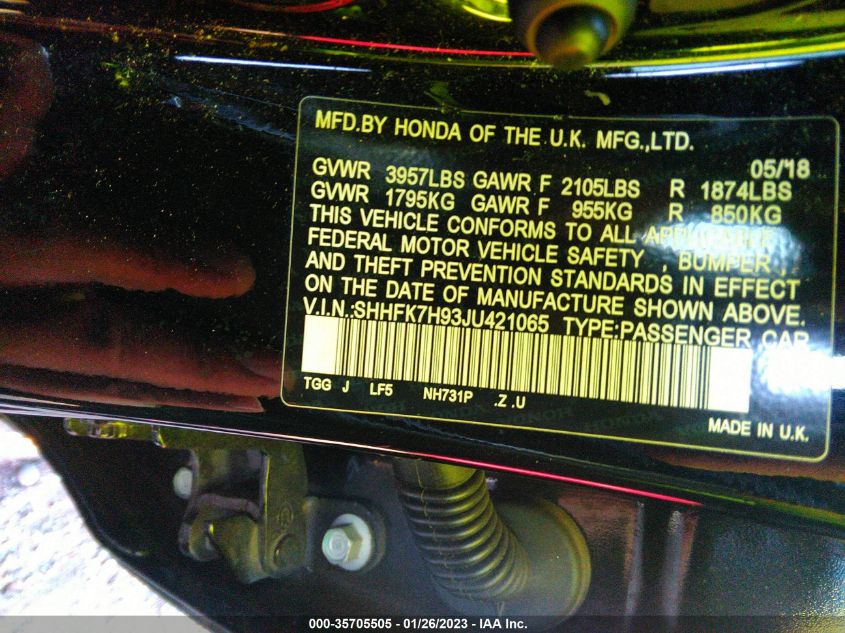 MFD.BY HONDA OF THE U.K. MFG.,LTD.
05/18
GVWR 3957LBS GAWR F 2105LBS R 1874LBS
GVWR 1795KG GAWR F 955KG R 850KG
THIS VEHICLE CONFORMS TO ALL APPLICABLE
FEDERAL MOTOR VEHICLE SAFETY , BUMPER ,
AND THEFT PREVENTION STANDARDS IN EFFECT
ON THE DATE OF MANUFACTURE SHOWN ABOVE.
V.I.N.:SHHFK7H93JU421065 TYPE:PASSENGER CAR
TGG J LF5 NH731P .Z .U
MADE IN U.K.
000-35705505 - 01/26/2023 - IAA Inc.